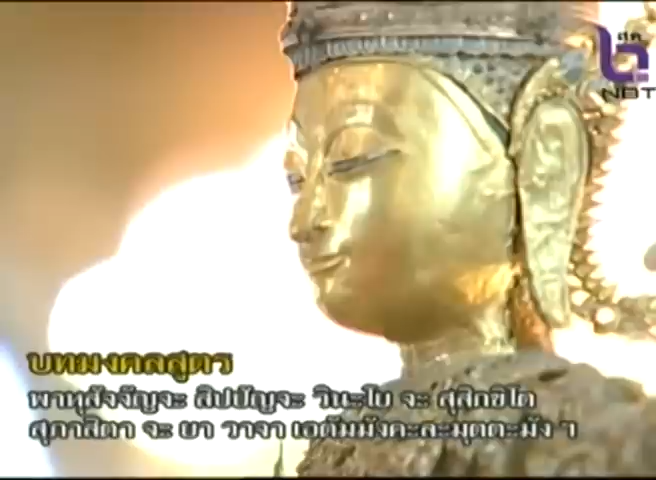 สด
NBT
บทมงคลสูตร
พาหุสัจจัญจะ สิปปัญจะ วินะโย จะ สุสิกขิโต
สุภาสิตา จะ ยา วาจา เอตัมมังคะละมุตตะมัง ฯ